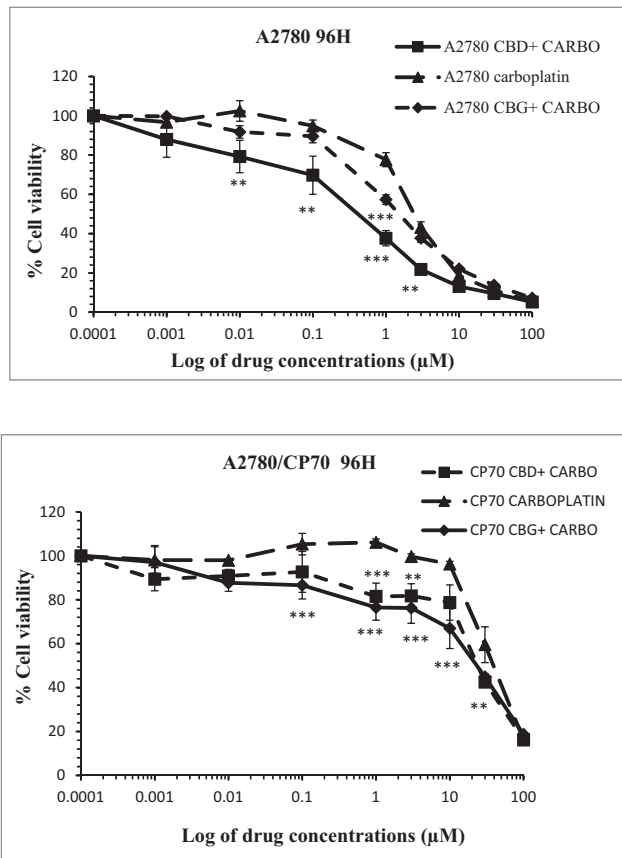 A2780 96H
A2780 CBD+ CARBO
A2780 carboplatin
A2780 CBG+ CARBO
120
100
80
60
40
20
0
% Cell viability
**
**
***
***
**
0.0001 0.001 0.01 0.1 1 10 100
Log of drug concentrations (µM)
A2780/CP70 96H
CP70 CBD+ CARBO
CP70 CARBOPLATIN
CP70 CBG+ CARBO
120
100
80
60
40
20
0
% Cell viability
*** **
***
***
***
**
0.0001 0.001 0.01 0.1 1 10 100
Log of drug concentrations (µM)